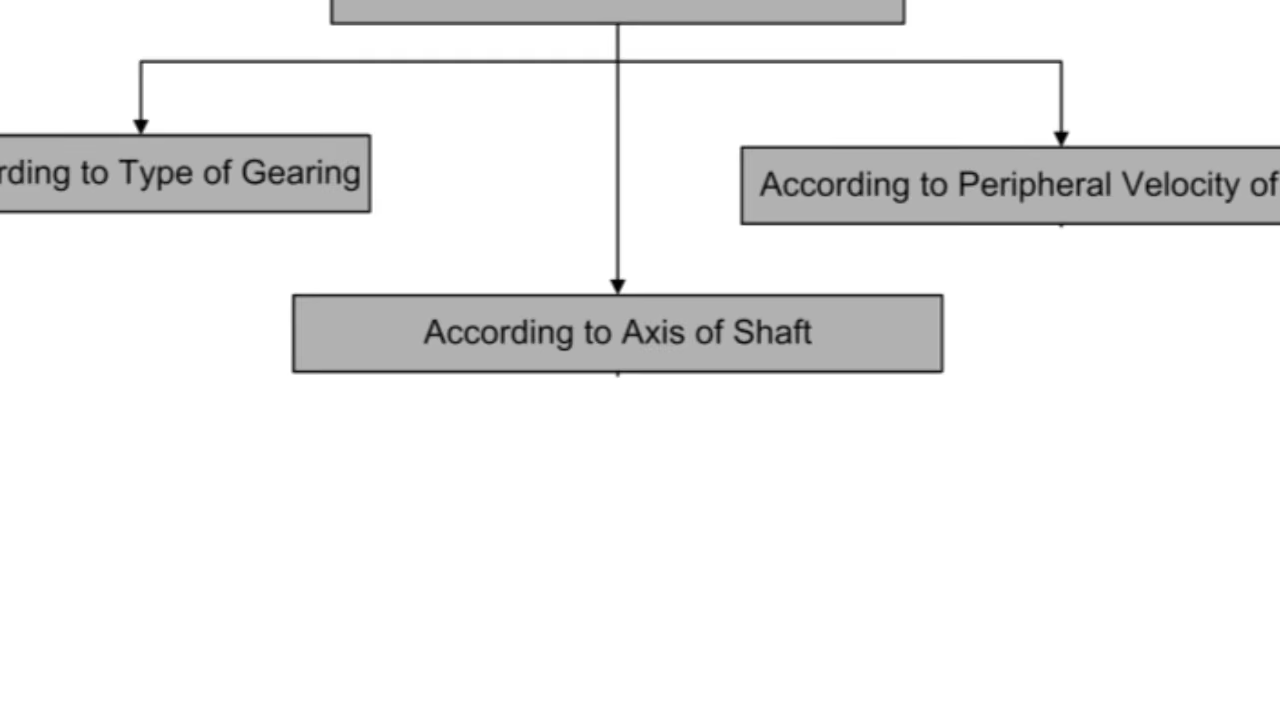 rding to Type of Gearing
According to Peripheral Velocity of
According to Axis of Shaft